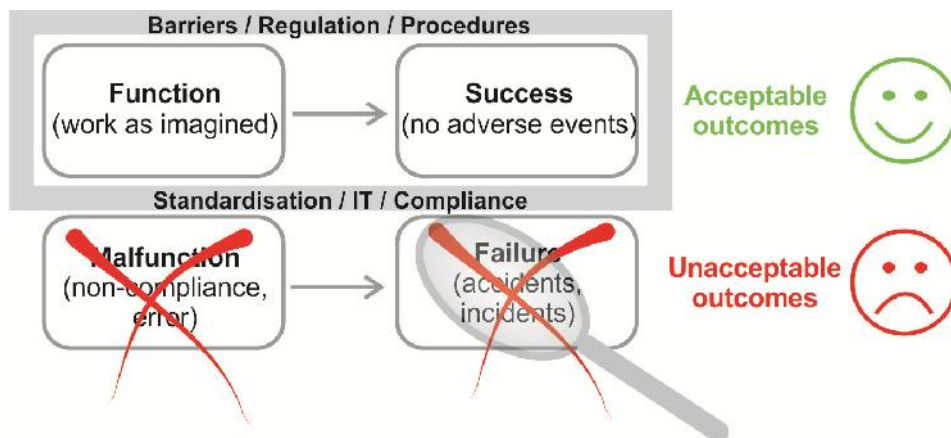 Barriers / Regulation / Procedures
Function
(work as imagined)
Success
(no adverse events)
Acceptable
outcomes
Standardisation / IT / Compliance
Malfunction
(non-compliance,
error)
Failure
(accidents,
incidents)
Unacceptable
outcomes